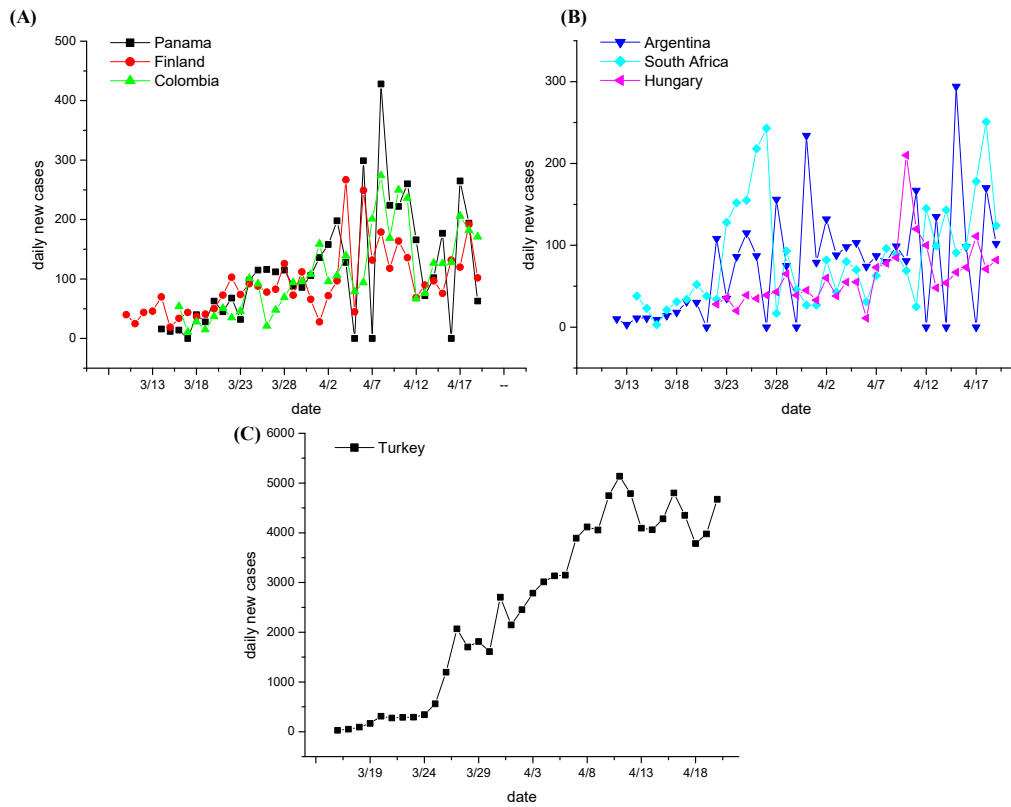 (A)
Panama
Finland
Colombia
500
400
300
200
100
0
daily new cases
3/13 3/18 3/23 3/28 4/2 4/7 4/12 4/17 --
date
(B)
Argentina
South Africa
Hungary
300
200
100
0
daily new cases
3/13 3/18 3/23 3/28 4/2 4/7 4/12 4/17
date
(C)
Turkey
6000
5000
4000
3000
2000
1000
0
daily new cases
3/19 3/24 3/29 4/3 4/8 4/13 4/18
date